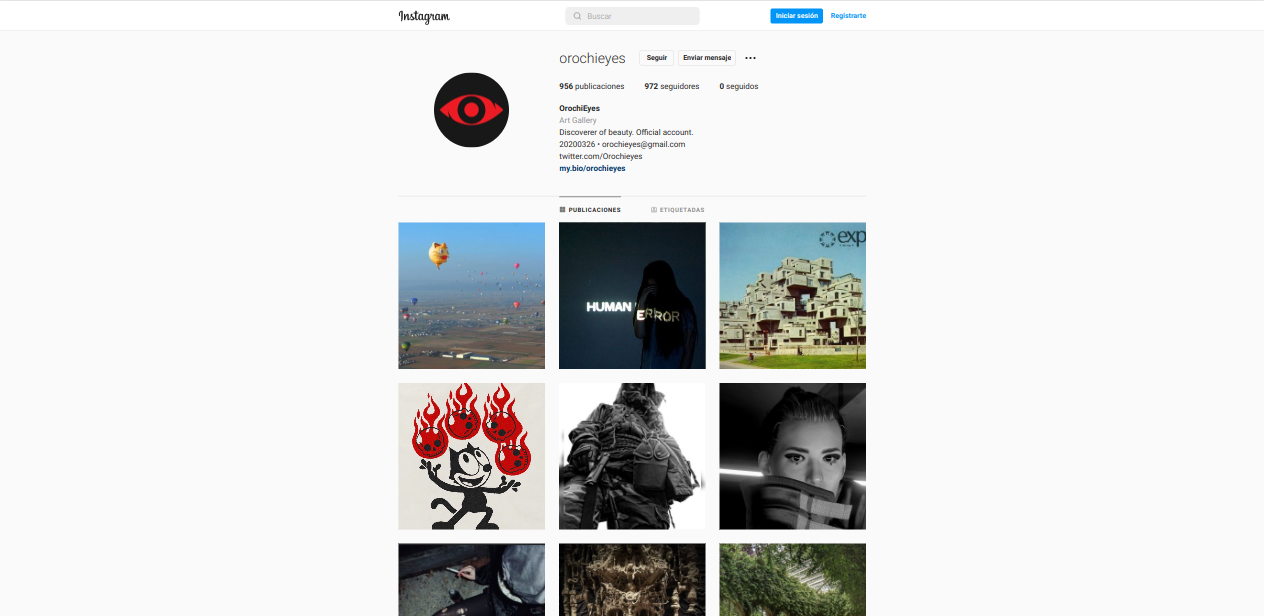 Instagram
Buscar
Iniciar sesión
Registrarte
orochieyes
Seguir
Enviar mensaje
956 publicaciones
972 seguidores
0 seguidos
OrochiEyes
Art Gallery
Discoverer of beauty. Official account.
20200326 • orochieyes@gmail.com
twitter.com/Orochieyes
my.bio/orochieyes
PUBLICACIONES
ETIQUETADAS
HUMAN
ERROR
exp